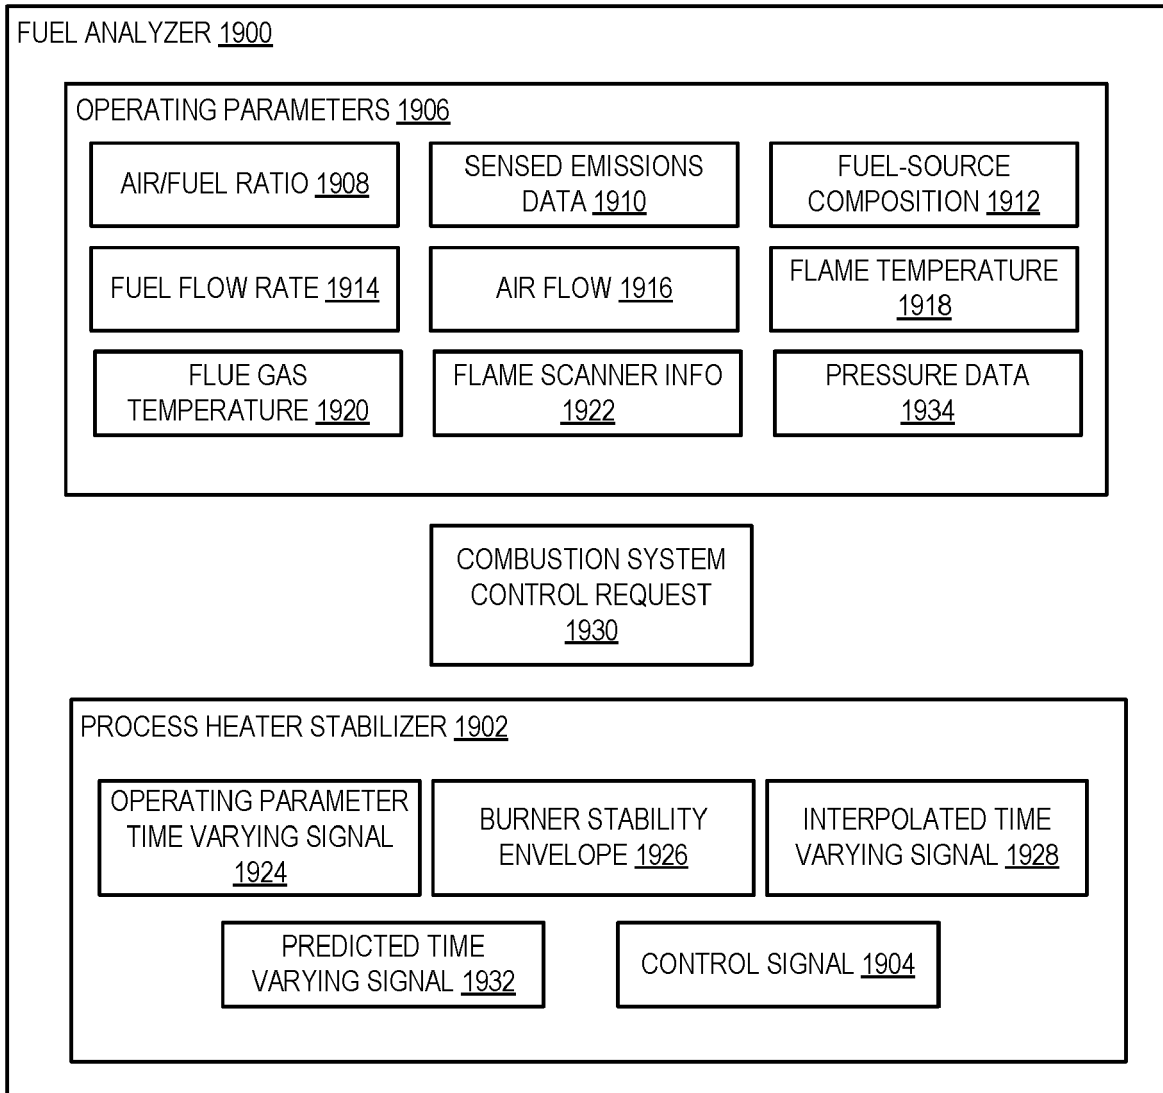 FUEL ANALYZER 1900
OPERATING PARAMETERS 1906
AIR/FUEL RATIO 1908
SENSED EMISSIONS
DATA 1910
FUEL-SOURCE
COMPOSITION 1912
FUEL FLOW RATE 1914
AIR FLOW 1916
FLAME TEMPERATURE
1918
FLUE GAS
TEMPERATURE 1920
FLAME SCANNER INFO
1922
PRESSURE DATA
1934
COMBUSTION SYSTEM
CONTROL REQUEST
1930
PROCESS HEATER STABILIZER 1902
OPERATING PARAMETER
TIME VARYING SIGNAL
1924
BURNER STABILITY
ENVELOPE 1926
INTERPOLATED TIME
VARYING SIGNAL 1928
PREDICTED TIME
VARYING SIGNAL 1932
CONTROL SIGNAL 1904